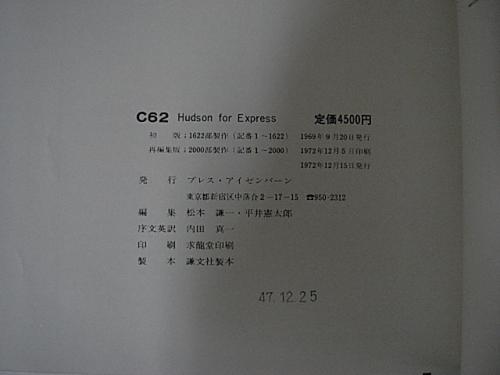 C62 Hudson for Express 定価4500円
初 版；1622部製作（記番1〜1622） 1969年9月20日発行
再編集版；2000部製作（記番1〜2000） 1972年12月5日印刷
1972年12月15日発行
発 行 プレス・アイゼンバーン
東京都新宿区中落合2-17-15 ☎950-2312
編 集 松本 謙一・平井憲太郎
序文英訳 内田 真一
印 刷 求龍堂印刷
製 本 謙文社製本
47.12.25